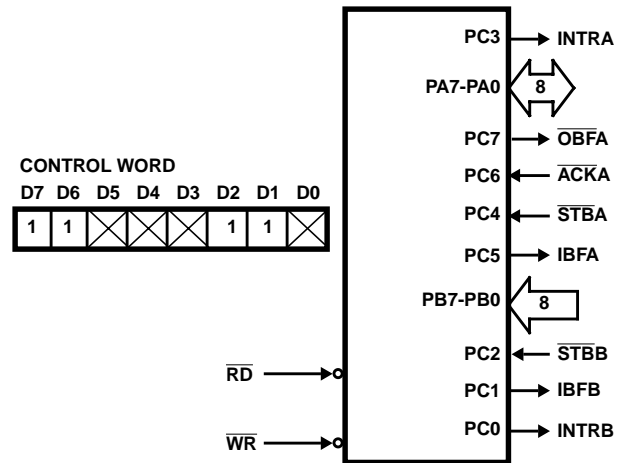 PC3 INTRA
PA7-PA0 8
PC7 OBFA
CONTROL WORD
PC6 ACKA
D7 D6 D5 D4 D3 D2 D1 D0
PC4 STBA
1 1 1 1
PC5 IBFA
PB7-PB0 8
PC2 STBB
RD
PC1 IBFB
PC0 INTRB
WR